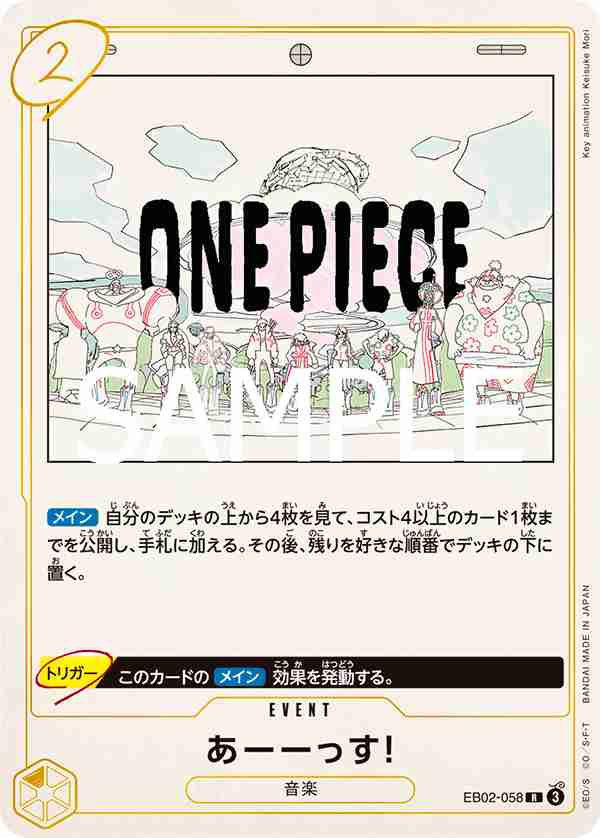 2
Key animation Keisuke Mori
ONE PIECE
SAMPLE
メイン 自分のデッキの上から4枚を見て、コスト4以上のカード1枚ま
でを公開し、手札に加える。その後、残りを好きな順番でデッキの下に
置く。
トリガー このカードの メイン 効果を発動する。
EVENT
あーーっす!
音楽
EB02-058 R 3
©E.O/S ©O/S・F・T BANDAI MADE IN JAPAN